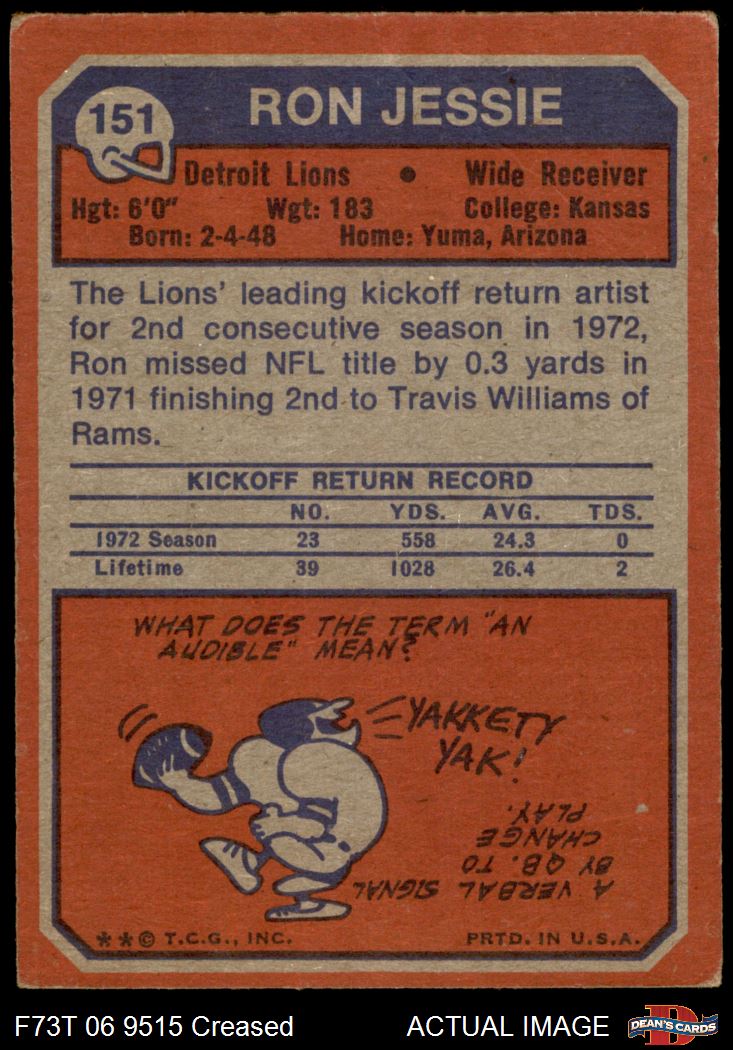 151
RON JESSIE
Detroit Lions • Wide Receiver
Hgt: 6'0" Wgt: 183 College: Kansas
Born: 2-4-48 Home: Yuma, Arizona
The Lions' leading kickoff return artist
for 2nd consecutive season in 1972,
Ron missed NFL title by 0.3 yards in
1971 finishing 2nd to Travis Williams of
Rams.
KICKOFF RETURN RECORD
NO. YDS. AVG. TDS.
1972 Season 23 558 24.3 0
Lifetime 39 1028 26.4 2
WHAT DOES THE TERM "AN
AUDIBLE" MEAN?
YAKKETY
YAK!
A VERBAL SIGNAL
BY QB. TO
CHANGE
PLAY.
**© T.C.G., INC. PRTD. IN U.S.A.
F73T 06 9515 Creased ACTUAL IMAGE DEAN'S CARDS